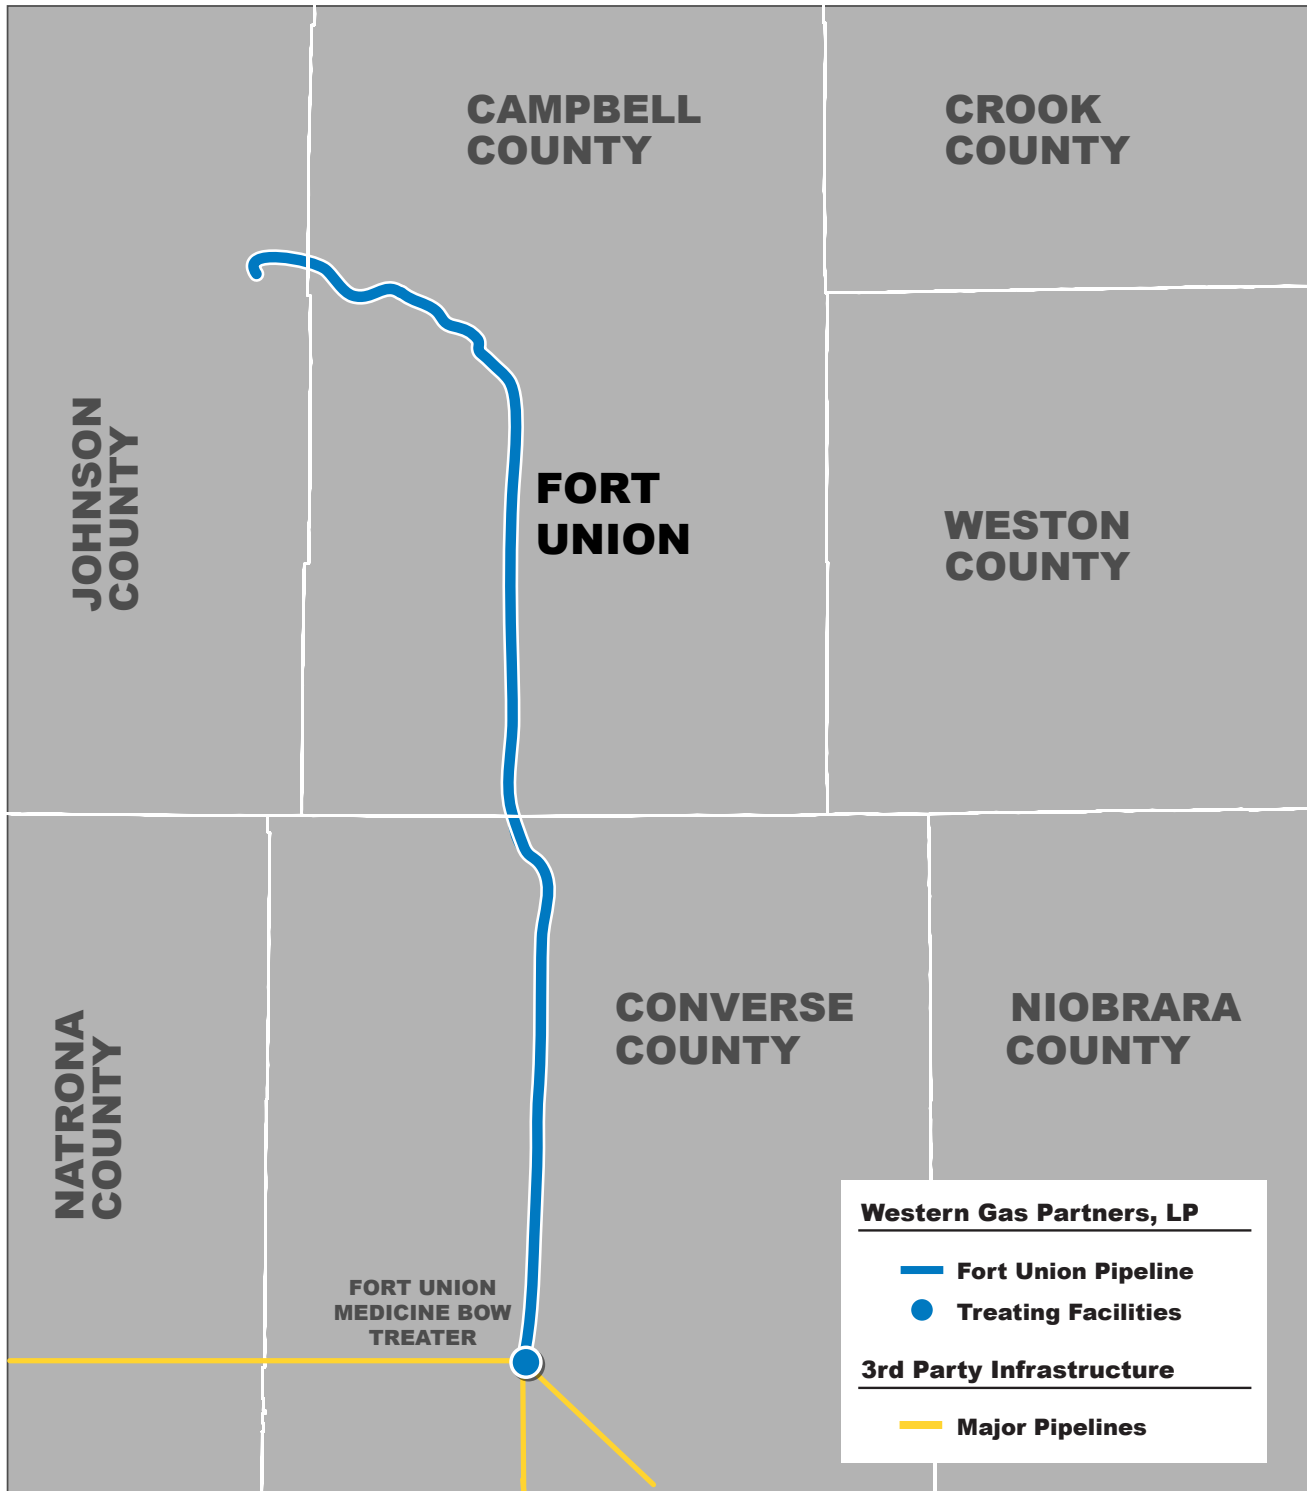 CAMPBELL
COUNTY
CROOK
COUNTY
JOHNSON
COUNTY
FORT
UNION
WESTON
COUNTY
CONVERSE
COUNTY
NIOBRARA
COUNTY
NATRONA
COUNTY
FORT UNION
MEDICINE BOW
TREATER
Western Gas Partners, LP
Fort Union Pipeline
Treating Facilities
3rd Party Infrastructure
Major Pipelines